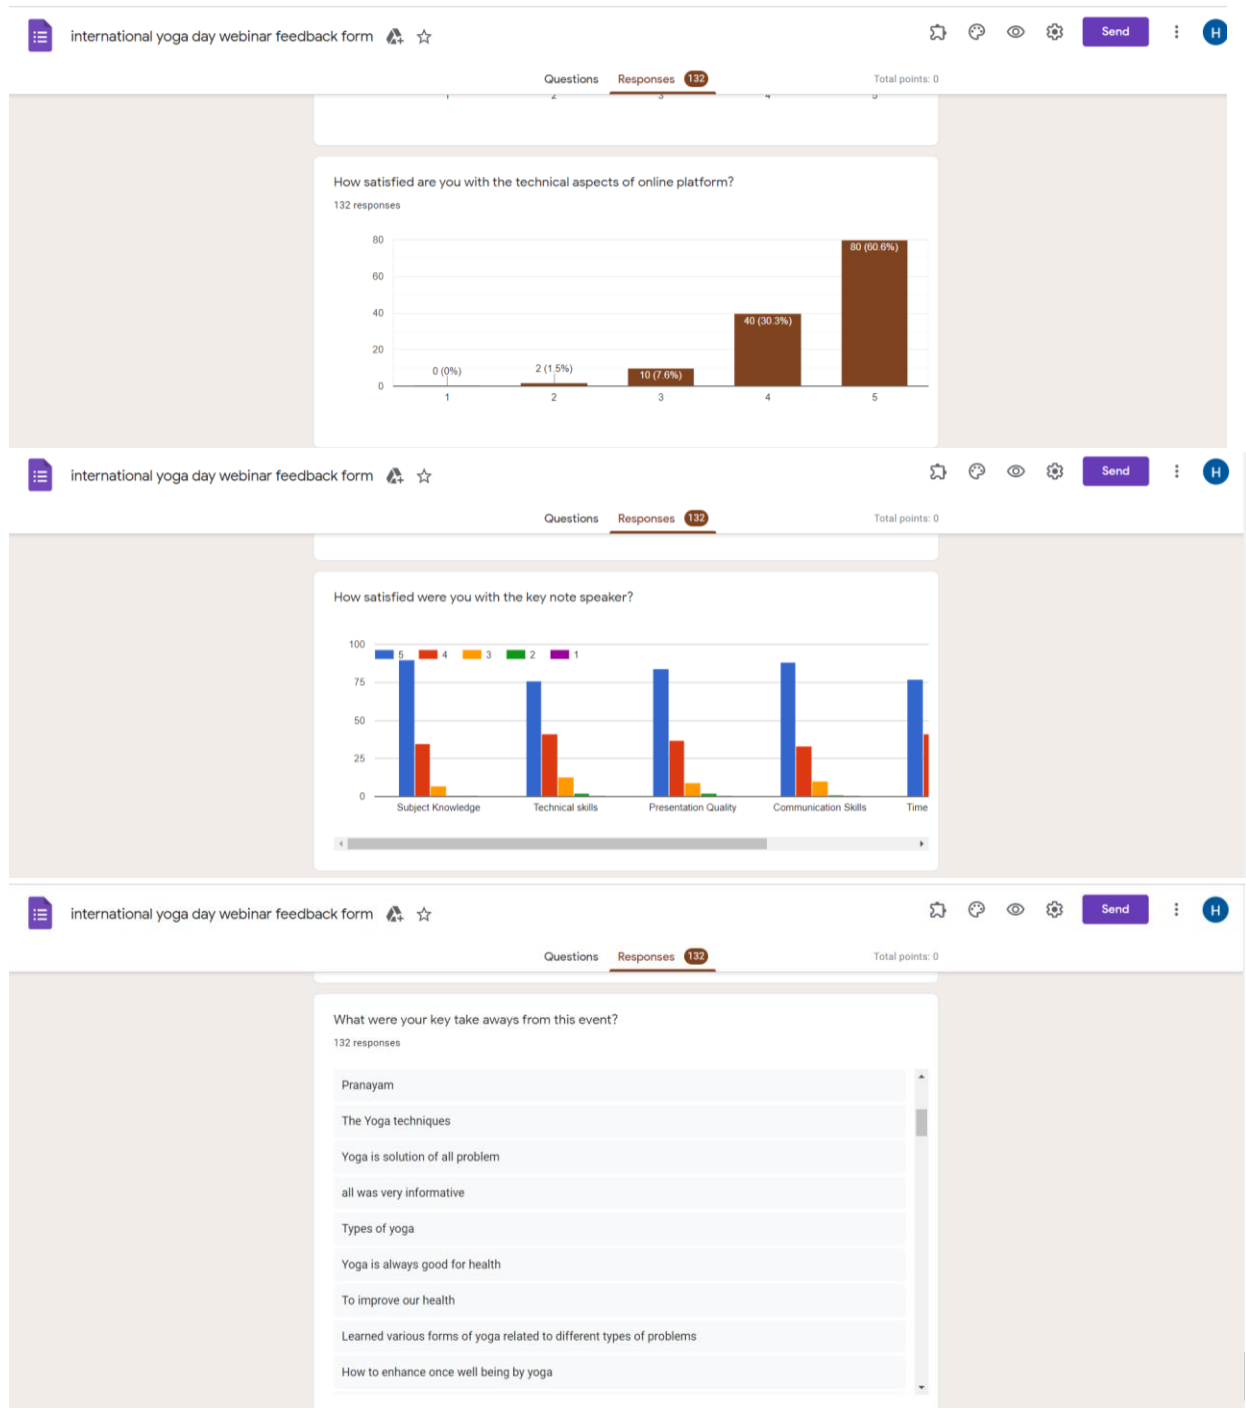 international yoga day webinar feedback form
Send
H
Questions Responses 132 Total points: 0
1 2 3 4 5
How satisfied are you with the technical aspects of online platform?
132 responses
80
60
40
20
0
0 (0%)
2 (1.5%)
10 (7.6%)
40 (30.3%)
80 (60.6%)
1 2 3 4 5
international yoga day webinar feedback form
Send
H
Questions Responses 132 Total points: 0
How satisfied were you with the key note speaker?
100
75
50
25
0
5 4 3 2 1
Subject Knowledge Technical skills Presentation Quality Communication Skills Time
international yoga day webinar feedback form
Send
H
Questions Responses 132 Total points: 0
What were your key take aways from this event?
132 responses
Pranayam
The Yoga techniques
Yoga is solution of all problem
all was very informative
Types of yoga
Yoga is always good for health
To improve our health
Learned various forms of yoga related to different types of problems
How to enhance once well being by yoga